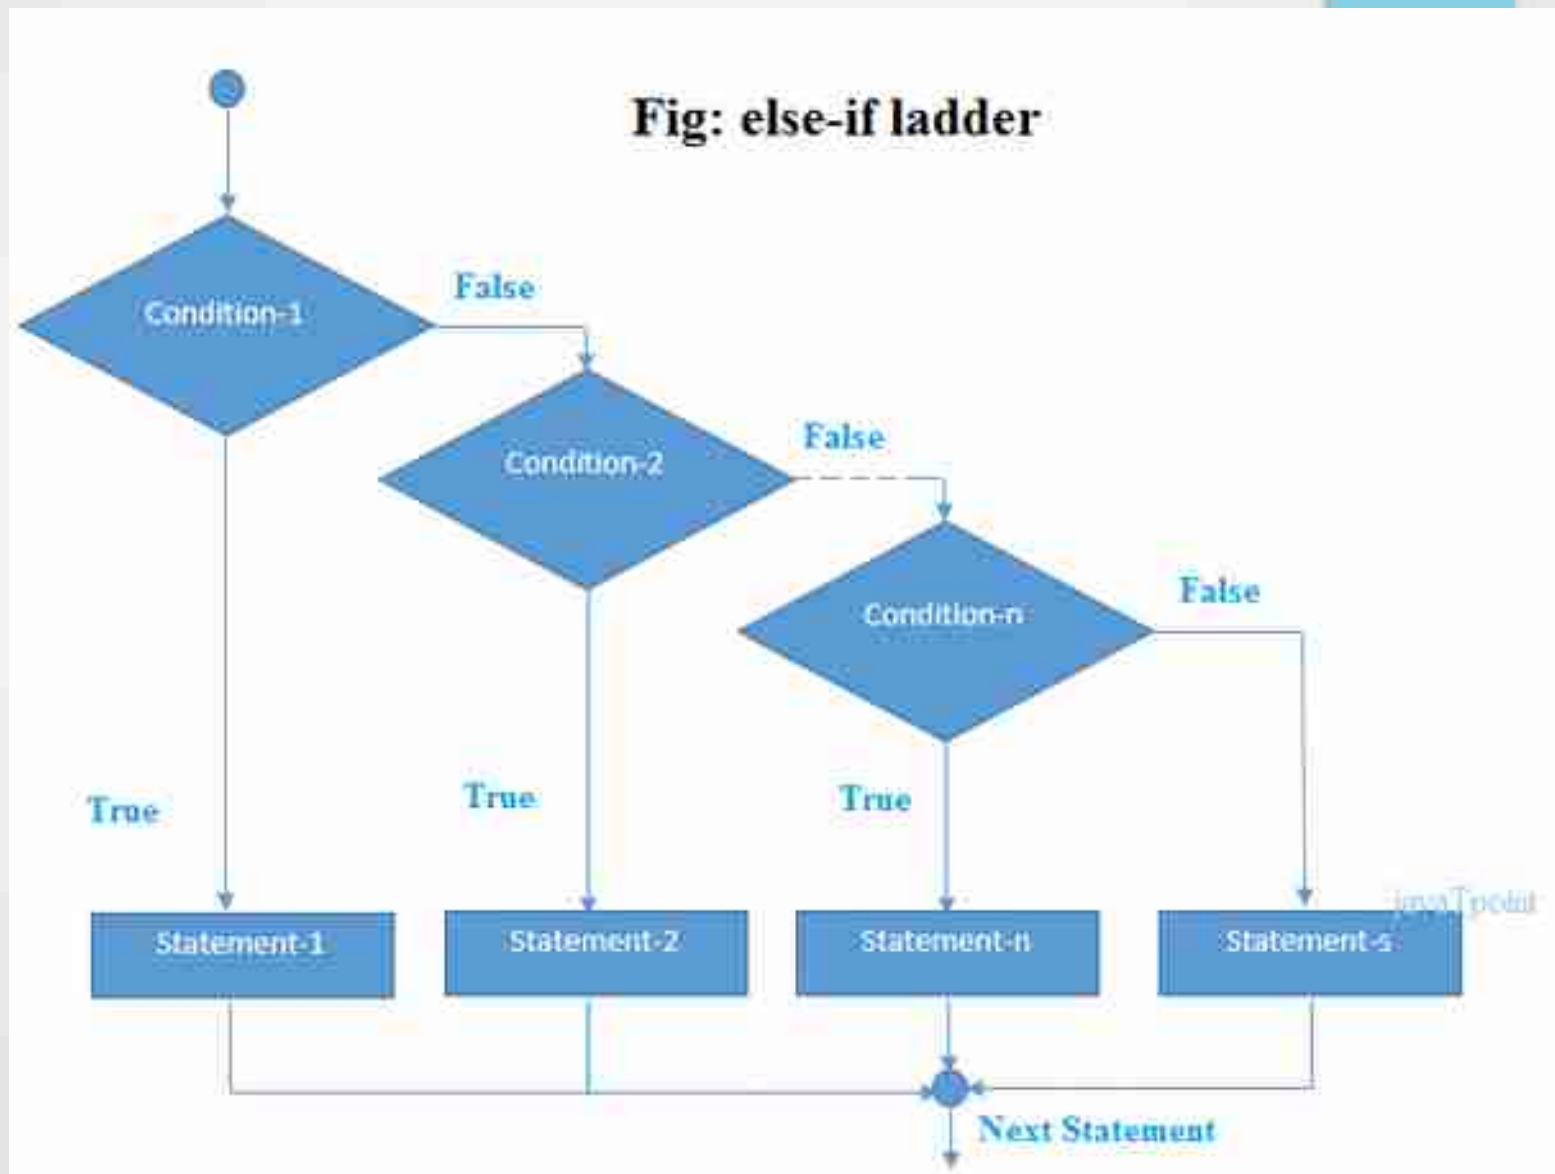 Fig: else-if ladder
Condition-1
False
Condition-2
False
Condition-n
False
True
True
True
Statement-1
Statement-2
Statement-n
Statement-s
javaTpoint
Next Statement